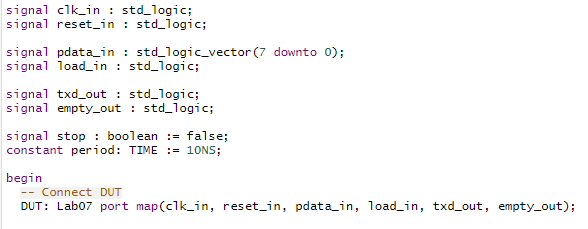 signal clk_in : std_logic;
signal reset_in : std_logic;
signal pdata_in : std_logic_vector(7 downto 0);
signal load_in : std_logic;
signal txd_out : std_logic;
signal empty_out : std_logic;
signal stop : boolean := false;
constant period: TIME := 10NS;
begin
-- Connect DUT
DUT: Lab07 port map(clk_in, reset_in, pdata_in, load_in, txd_out, empty_out);